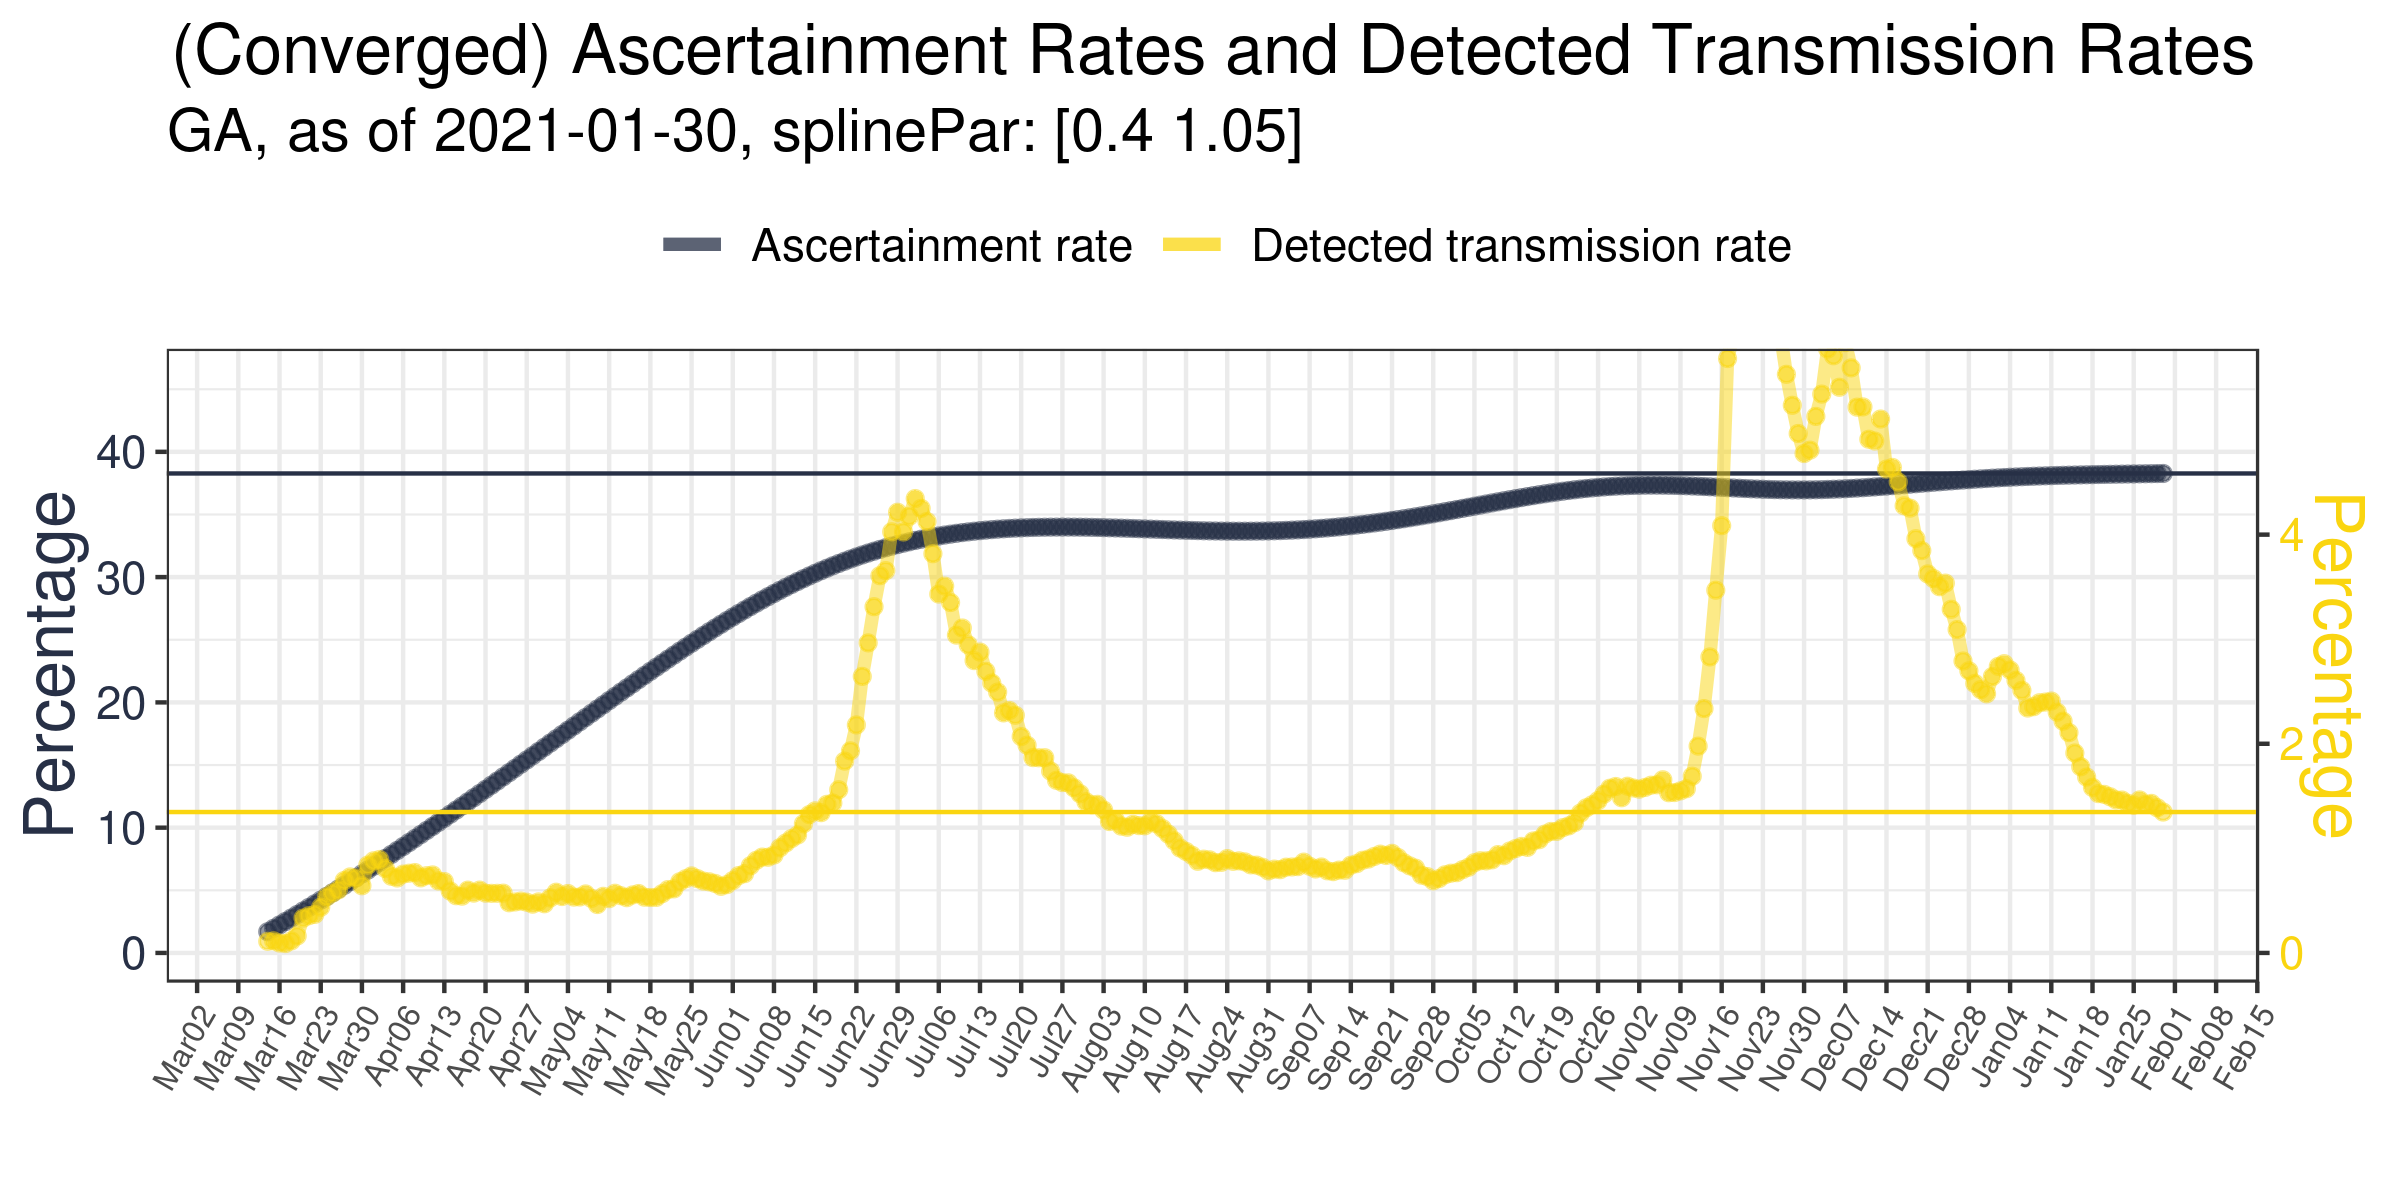 (Converged) Ascertainment Rates and Detected Transmission Rates
GA, as of 2021-01-30, splinePar: [0.4 1.05]
Ascertainment rate Detected transmission rate
Percentage
40
30
20
10
0
4
2
0
Percentage
Mar02 Mar09 Mar16 Mar23 Mar30 Apr06 Apr13 Apr20 Apr27 May04 May11 May18 May25 Jun01 Jun08 Jun15 Jun22 Jun29 Jul06 Jul13 Jul20 Jul27 Aug03 Aug10 Aug17 Aug24 Aug31 Sep07 Sep14 Sep21 Sep28 Oct05 Oct12 Oct19 Oct26 Nov02 Nov09 Nov16 Nov23 Nov30 Dec07 Dec14 Dec21 Dec28 Jan04 Jan11 Jan18 Jan25 Feb01 Feb08 Feb15